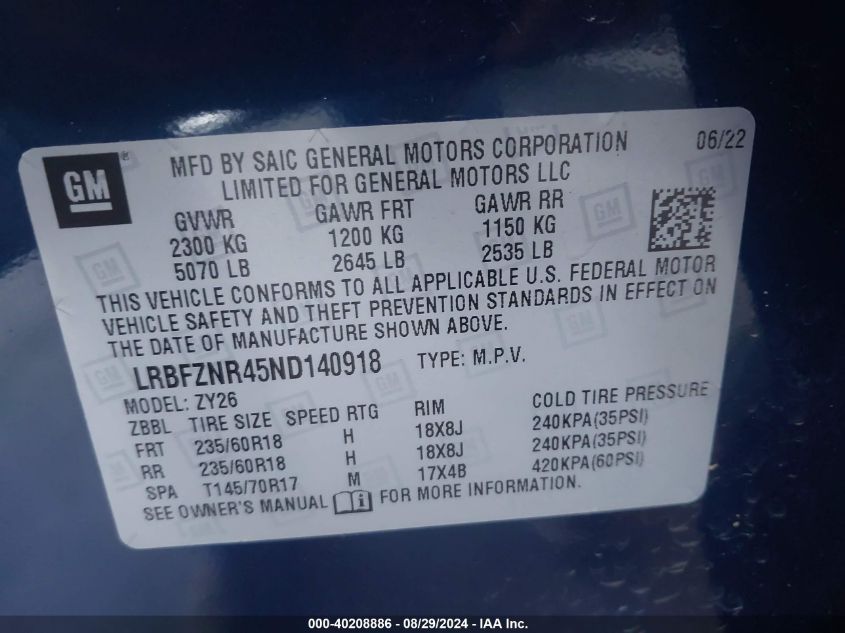 GM ®
MFD BY SAIC GENERAL MOTORS CORPORATION 06/22
LIMITED FOR GENERAL MOTORS LLC
GVWR GAWR FRT GAWR RR
2300 KG 1200 KG 1150 KG
5070 LB 2645 LB 2535 LB
THIS VEHICLE CONFORMS TO ALL APPLICABLE U.S. FEDERAL MOTOR
VEHICLE SAFETY AND THEFT PREVENTION STANDARDS IN EFFECT ON
THE DATE OF MANUFACTURE SHOWN ABOVE.
LRBFZNR45ND140918 TYPE: M.P.V.
MODEL: ZY26
ZBBL TIRE SIZE SPEED RTG RIM COLD TIRE PRESSURE
FRT 235/60R18 H 18X8J 240KPA(35PSI)
RR 235/60R18 H 18X8J 240KPA(35PSI)
SPA T145/70R17 M 17X4B 420KPA(60PSI)
SEE OWNER'S MANUAL FOR MORE INFORMATION.
000-40208886 - 08/29/2024 - IAA Inc.